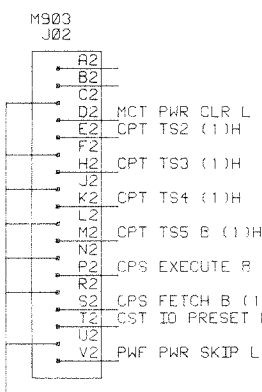 M903
J02
A2
B2
C2
D2 MCT PWR CLR L
E2 CPT TS2 (1)H
F2
H2 CPT TS3 (1)H
J2
K2 CPT TS4 (1)H
L2
M2 CPT TS5 B (1)H
N2
P2 CPS EXECUTE B
R2
S2 CPS FETCH B (1
T2 CST IO PRESET
U2
V2 PWF PWR SKIP L